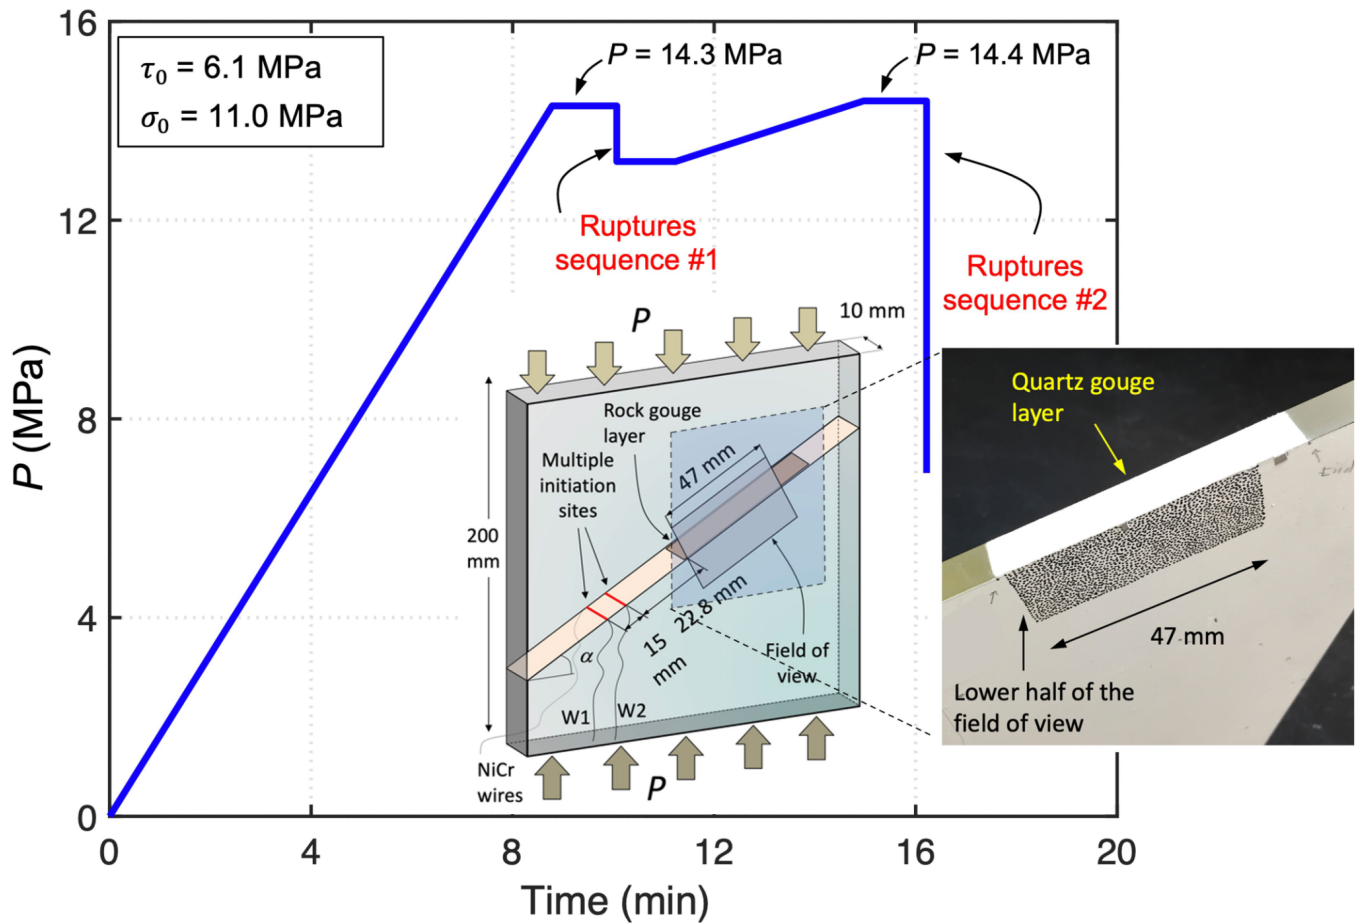 16
12
8
4
0
P (MPa)
τ0 = 6.1 MPa
σ0 = 11.0 MPa
P = 14.3 MPa
P = 14.4 MPa
Ruptures
sequence #1
Ruptures
sequence #2
P
10 mm
Rock gouge
layer
Multiple
initiation
sites
47 mm
200
mm
22.8 mm
15
mm
α
Field of
view
W1
W2
NiCr
wires
P
Quartz gouge
layer
End
47 mm
Lower half of the
field of view
0
4
8
12
16
20
Time (min)